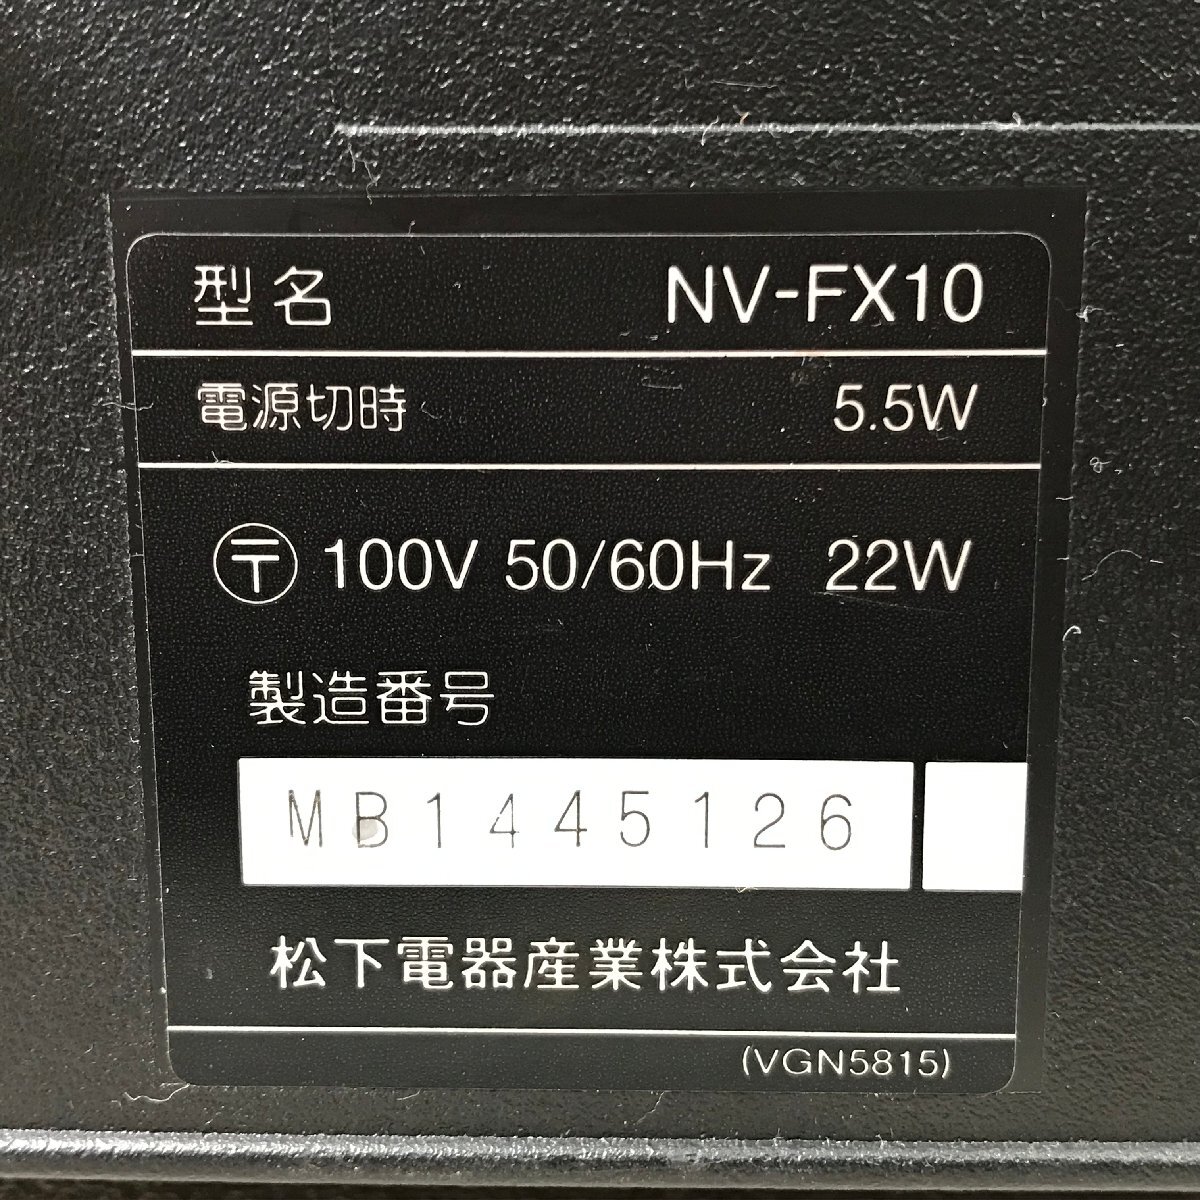 型名 NV-FX10
電源切時 5.5W
〒 100V 50/60Hz 22W
製造番号
MB1445126
松下電器産業株式会社
(VGN5815)